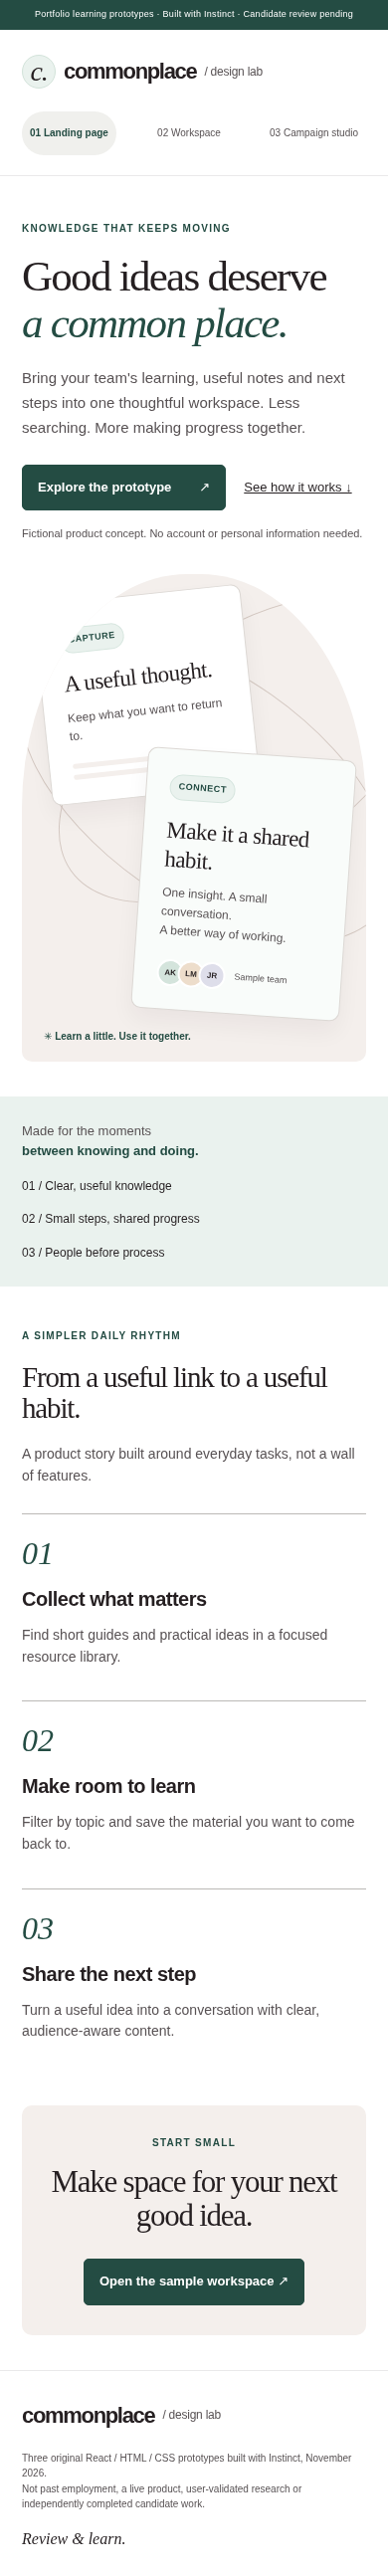 Portfolio learning prototypes · Built with Instinct · Candidate review pending
c. commonplace / design lab
01 Landing page 02 Workspace 03 Campaign studio
KNOWLEDGE THAT KEEPS MOVING
Good ideas deserve
a common place.
Bring your team's learning, useful notes and next
steps into one thoughtful workspace. Less
searching. More making progress together.
Explore the prototype ↗ See how it works ↓
Fictional product concept. No account or personal information needed.
CAPTURE
A useful thought.
Keep what you want to return
to.
CONNECT
Make it a shared
habit.
One insight. A small
conversation.
A better way of working.
AK LM JR Sample team
✳ Learn a little. Use it together.
Made for the moments
between knowing and doing.
01 / Clear, useful knowledge
02 / Small steps, shared progress
03 / People before process
A SIMPLER DAILY RHYTHM
From a useful link to a useful
habit.
A product story built around everyday tasks, not a wall
of features.
01
Collect what matters
Find short guides and practical ideas in a focused
resource library.
02
Make room to learn
Filter by topic and save the material you want to come
back to.
03
Share the next step
Turn a useful idea into a conversation with clear,
audience-aware content.
START SMALL
Make space for your next
good idea.
Open the sample workspace ↗
commonplace / design lab
Three original React / HTML / CSS prototypes built with Instinct, November
2026.
Not past employment, a live product, user-validated research or
independently completed candidate work.
Review & learn.